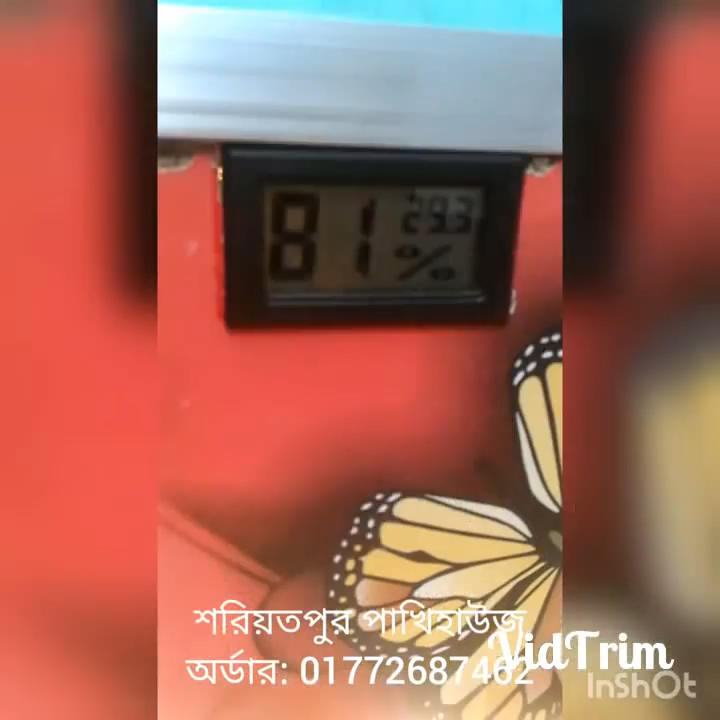 81 29.3
%
শরিয়তপুর পাখিহাউজ
অর্ডার: 01772687462
VidTrim
InShOt